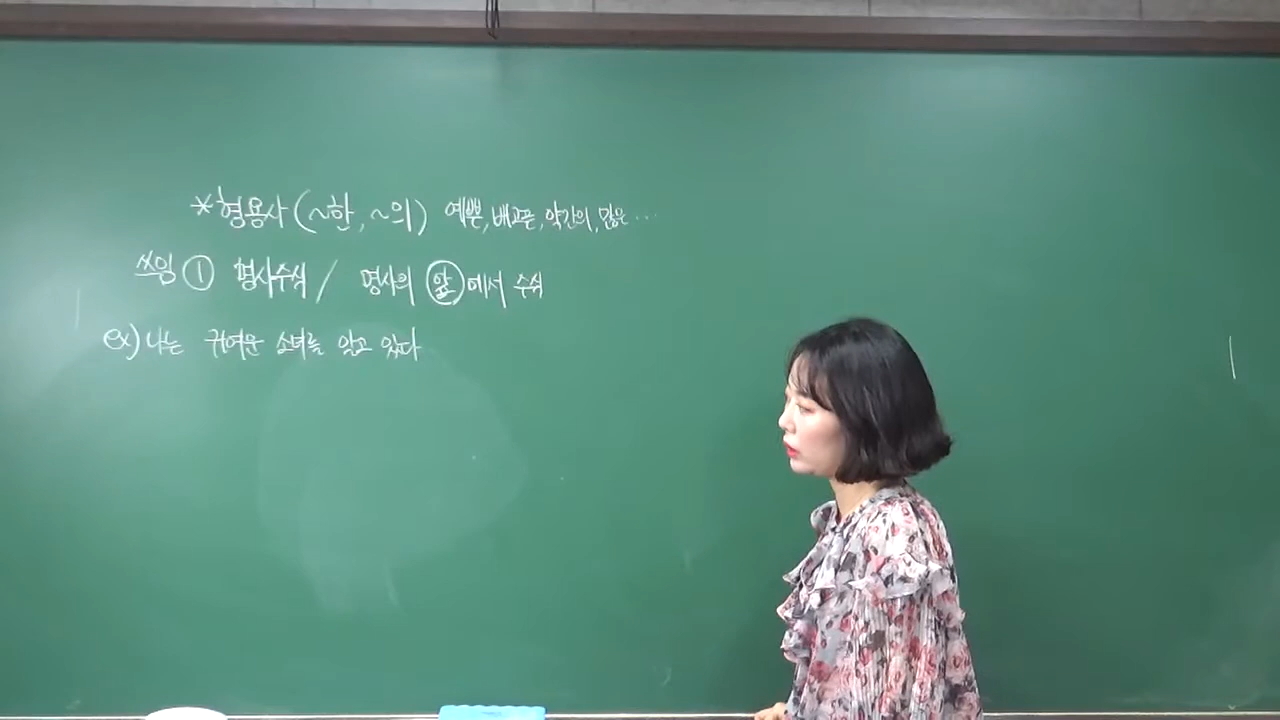 *형용사(~한, ~의) 예쁜, 배고픈, 약간의, 많은 ...
쓰임 ① 명사수식 / 명사의 앞에서 수식
ex) 나는 귀여운 소녀를 알고 있다